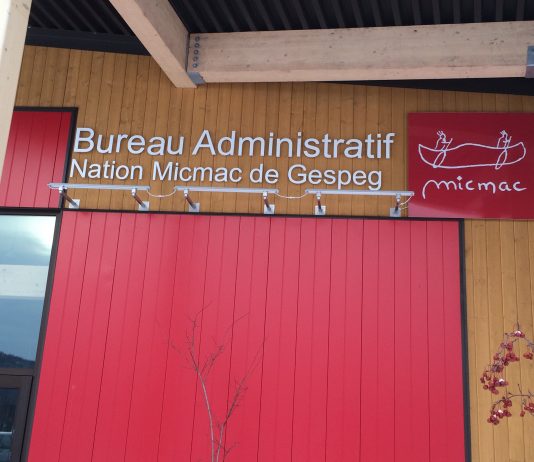 Bureau Administratif
Nation Micmac de Gespeg
micmac